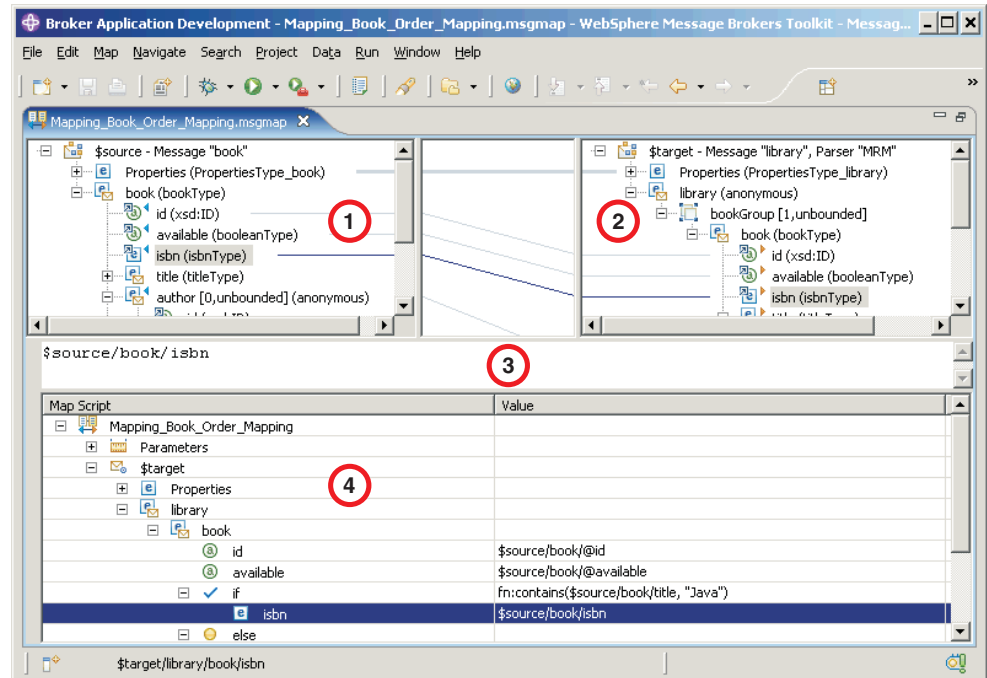 Broker Application Development - Mapping_Book_Order_Mapping.msgmap - WebSphere Message Brokers Toolkit - Messag...
File Edit Map Navigate Search Project Data Run Window Help
»
Mapping_Book_Order_Mapping.msgmap
$source - Message "book"
Properties (PropertiesType_book)
book (bookType)
id (xsd:ID)
available (booleanType)
isbn (isbnType)
title (titleType)
author [0,unbounded] (anonymous)
1
$target - Message "library", Parser "MRM"
Properties (PropertiesType_library)
library (anonymous)
bookGroup [1,unbounded]
book (bookType)
id (xsd:ID)
available (booleanType)
isbn (isbnType)
2
$source/book/isbn
3
Map Script Value
Mapping_Book_Order_Mapping
Parameters
$target
Properties
4
library
book
id $source/book/@id
available $source/book/@available
if fn:contains($source/book/title, "Java")
isbn $source/book/isbn
else
$target/library/book/isbn